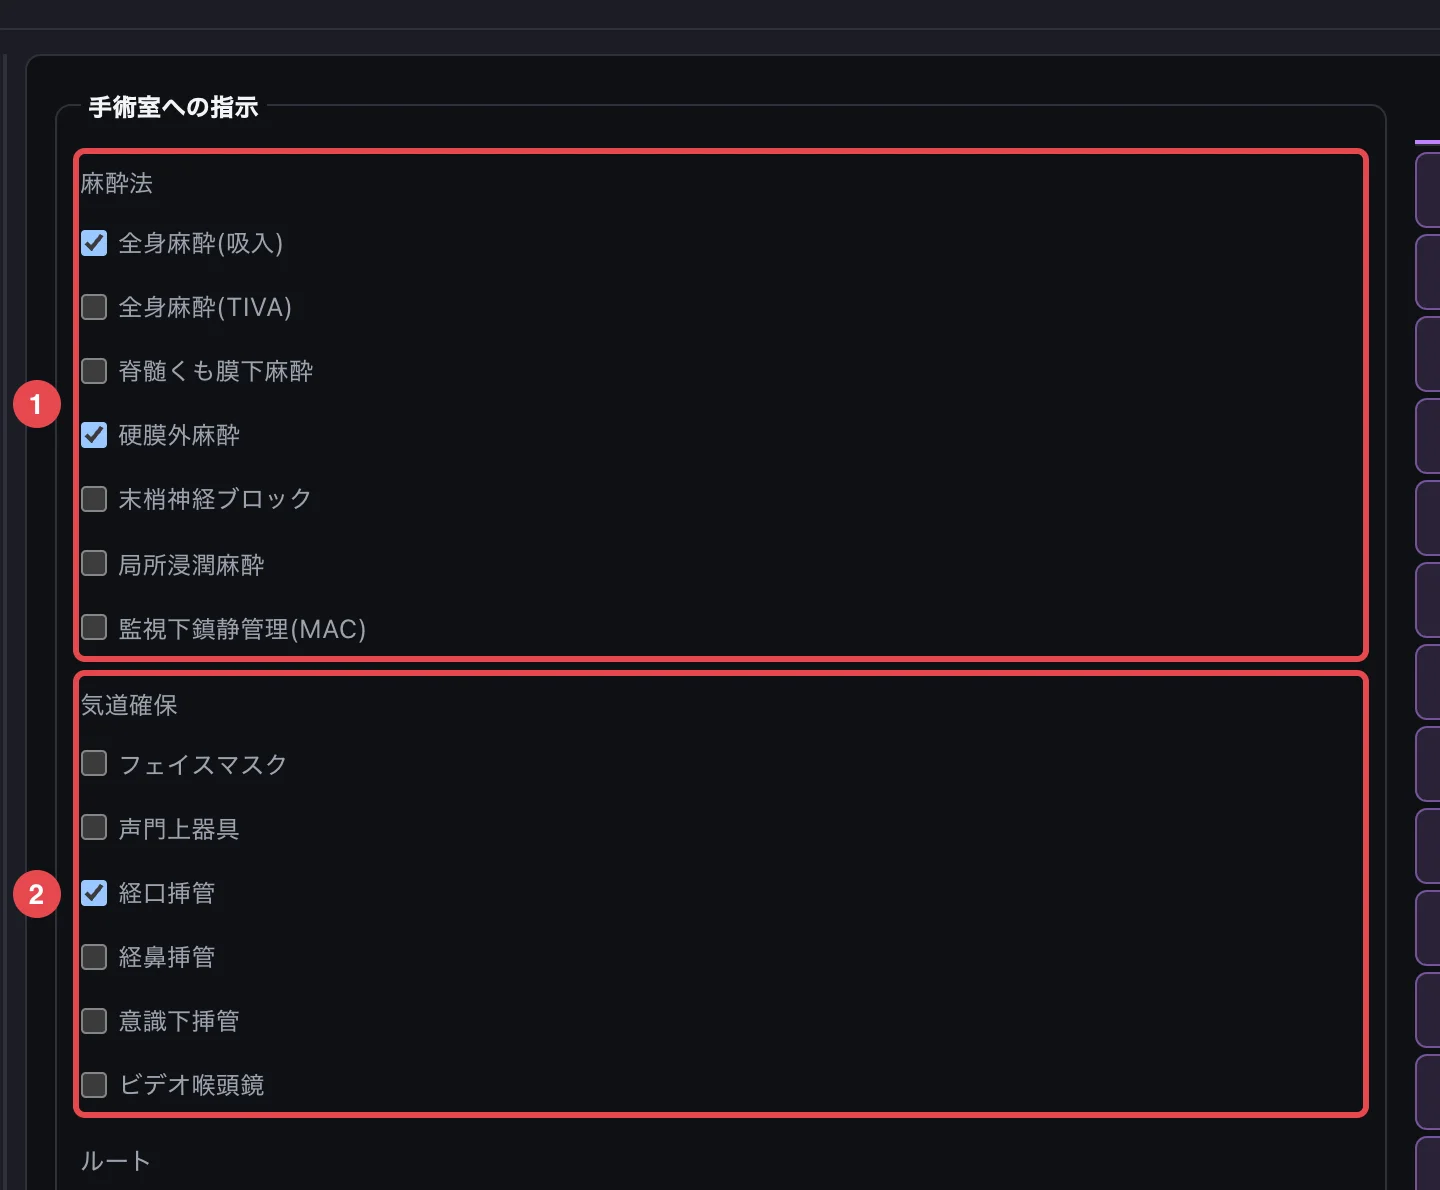 手術室への指示
麻酔法
全身麻酔(吸入)
全身麻酔(TIVA)
脊髄くも膜下麻酔
1
硬膜外麻酔
末梢神経ブロック
局所浸潤麻酔
監視下鎮静管理(MAC)
気道確保
フェイスマスク
声門上器具
2
経口挿管
経鼻挿管
意識下挿管
ビデオ喉頭鏡
ルート